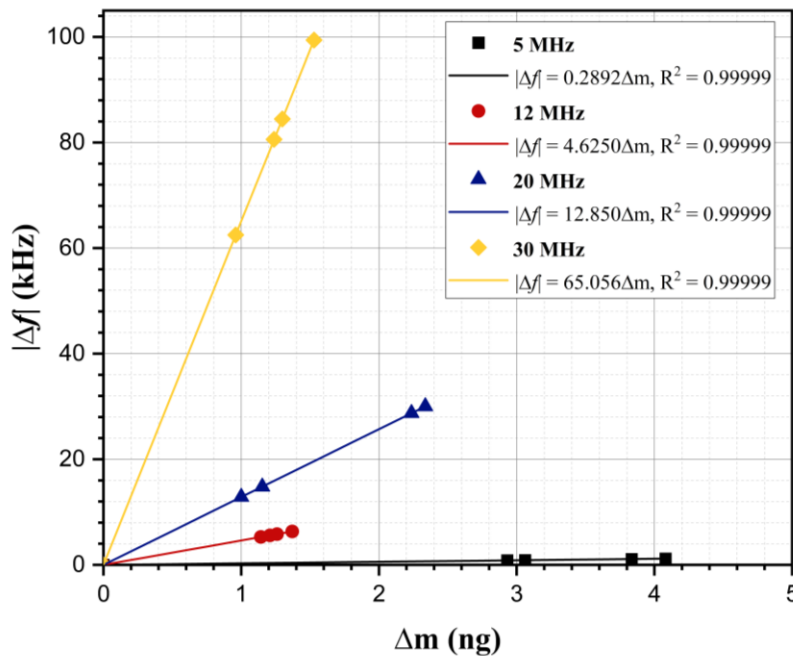 100
80
60
40
20
0
|Δf| (kHz)
5 MHz
|Δf| = 0.2892Δm, R² = 0.99999
12 MHz
|Δf| = 4.6250Δm, R² = 0.99999
20 MHz
|Δf| = 12.850Δm, R² = 0.99999
30 MHz
|Δf| = 65.056Δm, R² = 0.99999
0 1 2 3 4 5
Δm (ng)